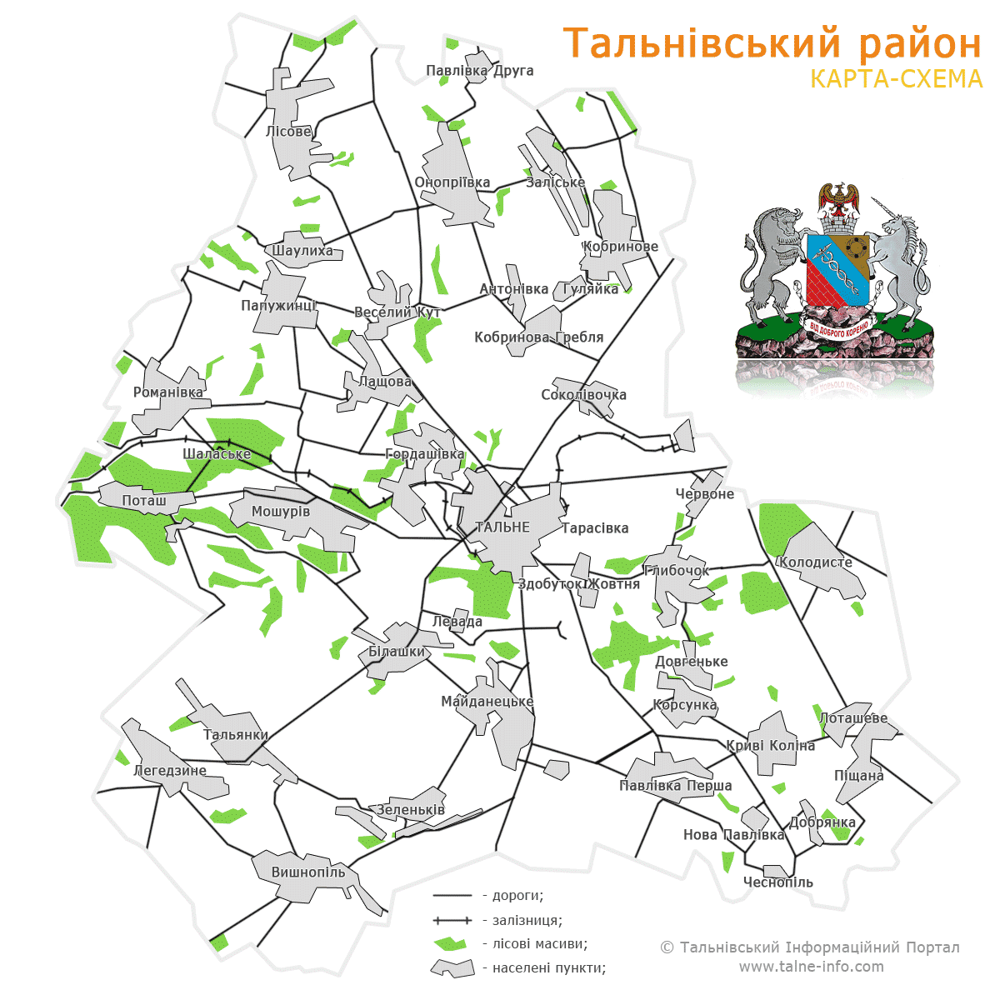 Тальнівський район
КАРТА-СХЕМА
Павлівка Друга
Лісове
Онопріївка
Заліське
Шаулиха
Кобринове
Папужинці
Веселий Кут
Антонівка
Гуляйка
Кобринова Гребля
ВІД ДОБРОГО КОРЕНЮ
Романівка
Лащова
Соколівочка
Шалаське
Гордашівка
Поташ
Мошурів
ТАЛЬНЕ
Тарасівка
Червоне
Колодисте
Глибочок
Здобуток Жовтня
Левада
Білашки
Довгеньке
Майданецьке
Корсунка
Лоташеве
Тальянки
Криві Коліна
Легедзине
Павлівка Перша
Піщана
Зеленьків
Добрянка
Нова Павлівка
Вишнопіль
Чеснопіль
- дороги;
- залізниця;
- лісові масиви;
- населені пункти;
© Тальнівський Інформаційний Портал
www.talne-info.com